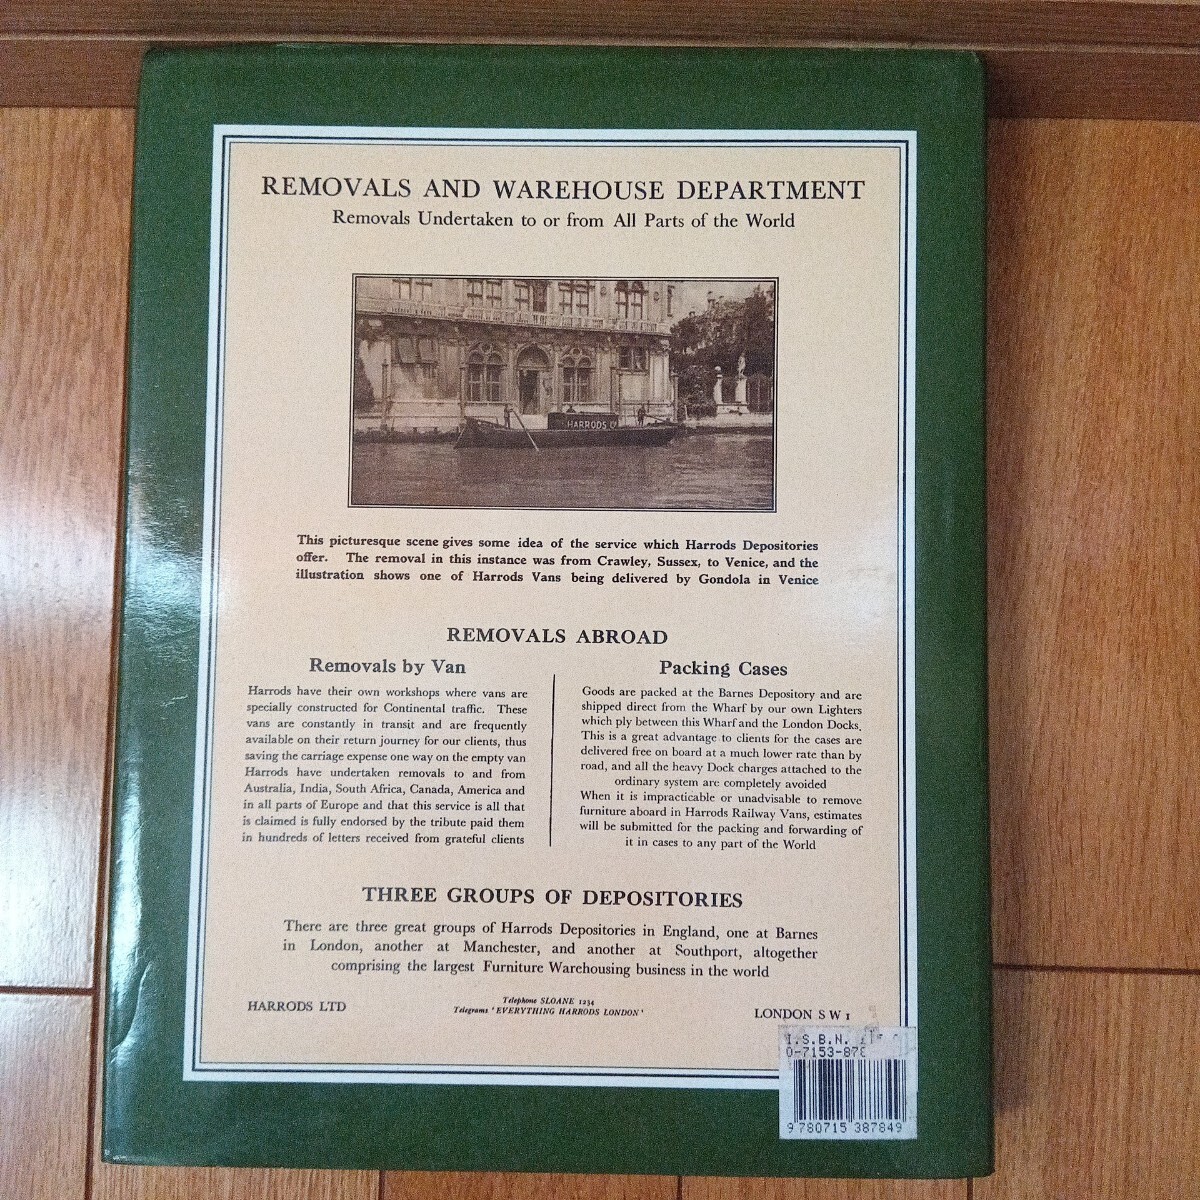 REMOVALS AND WAREHOUSE DEPARTMENT
Removals Undertaken to or from All Parts of the World
HARRODS
This picturesque scene gives some idea of the service which Harrods Depositories
offer. The removal in this instance was from Crawley, Sussex, to Venice, and the
illustration shows one of Harrods Vans being delivered by Gondola in Venice
REMOVALS ABROAD
Removals by Van
Harrods have their own workshops where vans are
specially constructed for Continental traffic. These
vans are constantly in transit and are frequently
available on their return journey for our clients, thus
saving the carriage expense one way on the empty van
Harrods have undertaken removals to and from
Australia, India, South Africa, Canada, America and
in all parts of Europe and that this service is all that
is claimed is fully endorsed by the tribute paid them
in hundreds of letters received from grateful clients
Packing Cases
Goods are packed at the Barnes Depository and are
shipped direct from the Wharf by our own Lighters
which ply between this Wharf and the London Docks.
This is a great advantage to clients for the cases are
delivered free on board at a much lower rate than by
road, and all the heavy Dock charges attached to the
ordinary system are completely avoided
When it is impracticable or unadvisable to remove
furniture aboard in Harrods Railway Vans, estimates
will be submitted for the packing and forwarding of
it in cases to any part of the World
THREE GROUPS OF DEPOSITORIES
There are three great groups of Harrods Depositories in England, one at Barnes
in London, another at Manchester, and another at Southport, altogether
comprising the largest Furniture Warehousing business in the world
HARRODS LTD
Telephone SLOANE 1234
Telegrams 'EVERYTHING HARRODS LONDON'
LONDON S W 1
I.S.B.N.
0-7153-878
9 780715 387849